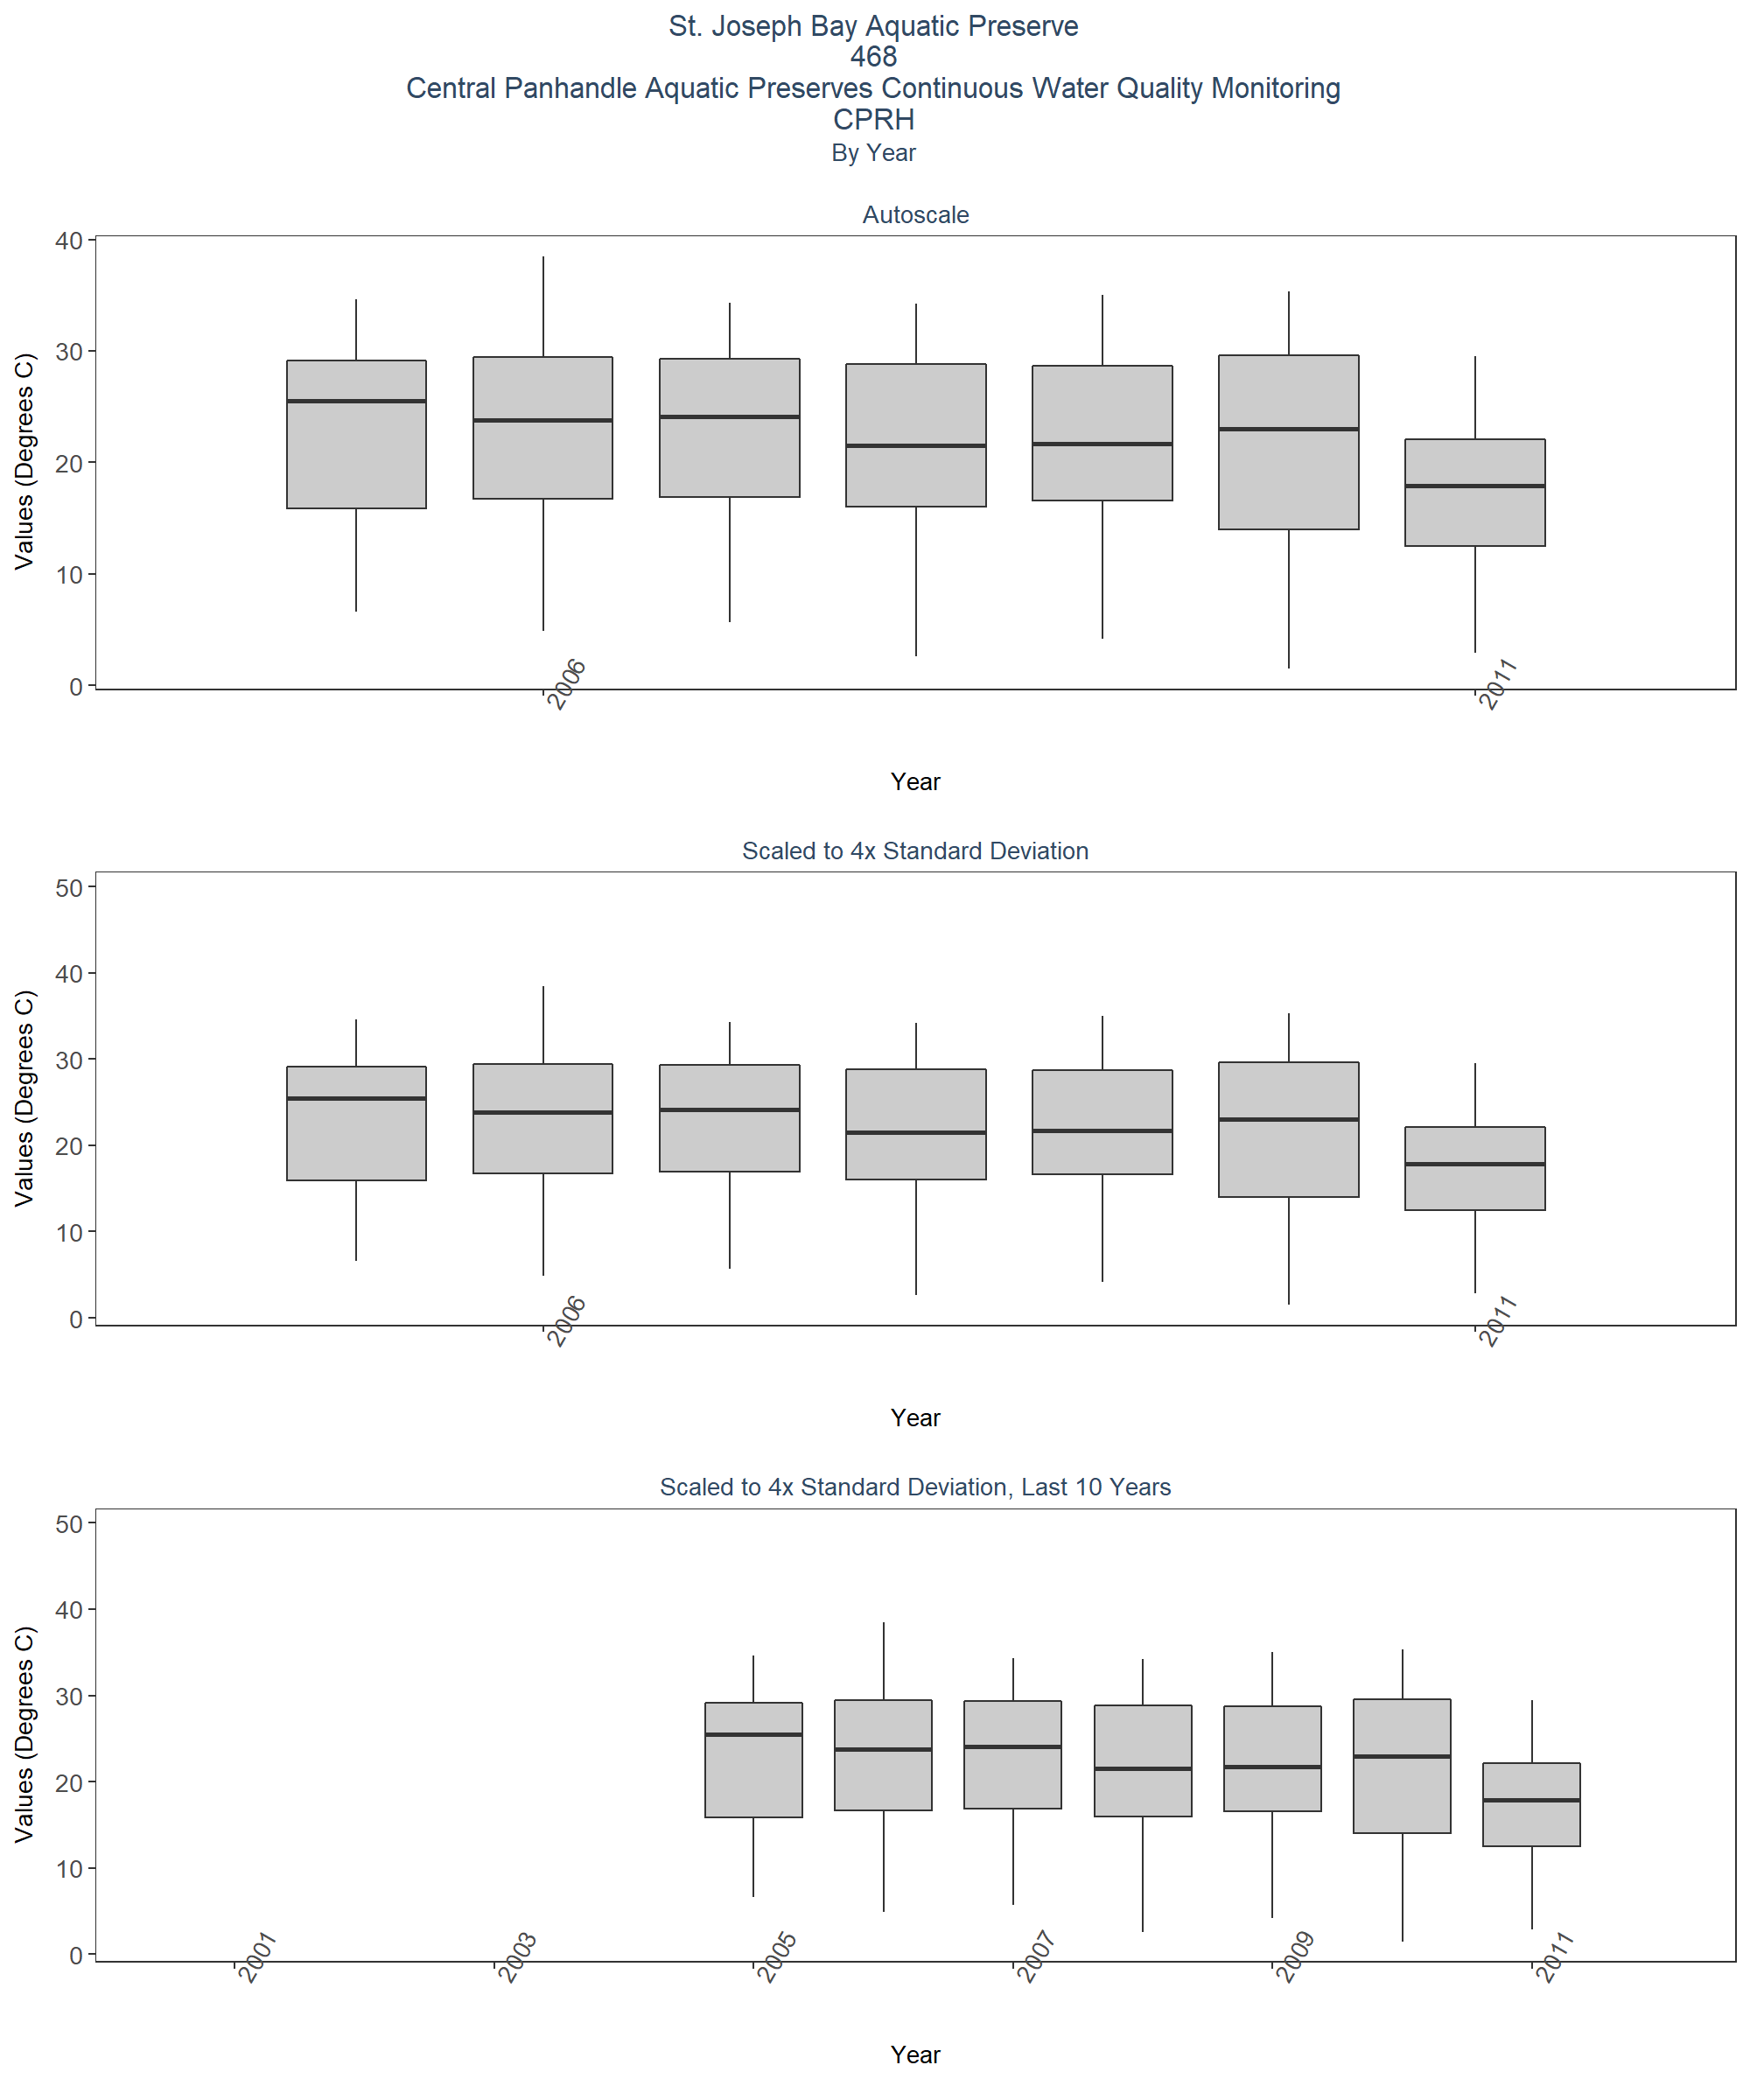 St. Joseph Bay Aquatic Preserve
468
Central Panhandle Aquatic Preserves Continuous Water Quality Monitoring
CPRH
By Year
Autoscale
Values (Degrees C)
40
30
20
10
0
2006
2011
Year
Scaled to 4x Standard Deviation
Values (Degrees C)
50
40
30
20
10
0
2006
2011
Year
Scaled to 4x Standard Deviation, Last 10 Years
Values (Degrees C)
50
40
30
20
10
0
2001
2003
2005
2007
2009
2011
Year